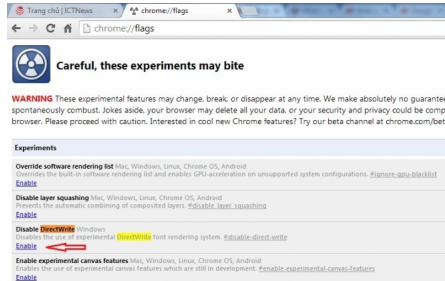 Trang chủ | ICTNews
chrome://flags
chrome://flags
Careful, these experiments may bite
WARNING These experimental features may change, break, or disappear at any time. We make absolutely no guarantee
spontaneously combust. Jokes aside, your browser may delete all your data, or your security and privacy could be comp
browser. Please proceed with caution. Interested in cool new Chrome features? Try our beta channel at chrome.com/bet
Experiments
Override software rendering list Mac, Windows, Linux, Chrome OS, Android
Overrides the built-in software rendering list and enables GPU-acceleration on unsupported system configurations. #ignore-gpu-blacklist
Enable
Disable layer squashing Mac, Windows, Linux, Chrome OS, Android
Prevents the automatic combining of composited layers. #disable_layer_squashing
Enable
Disable DirectWrite Windows
Disables the use of experimental DirectWrite font rendering system. #disable-direct-write
Enable
Enable experimental canvas features Mac, Windows, Linux, Chrome OS, Android
Enables the use of experimental canvas features which are still in development. #enable-experimental-canvas-features
Enable